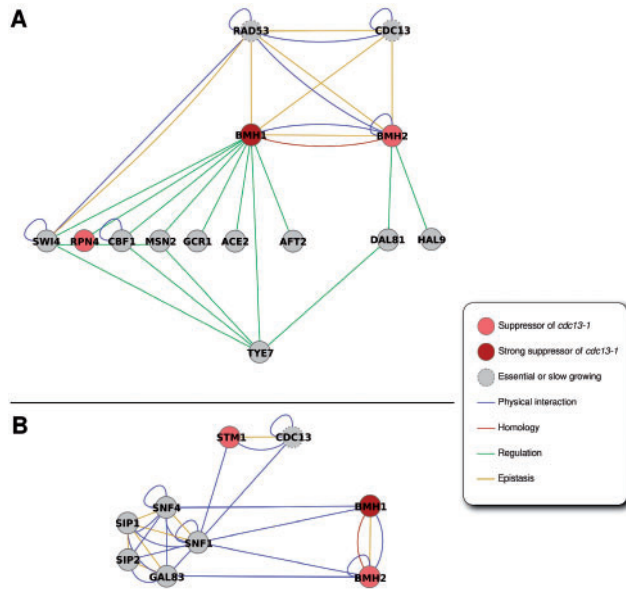 A
RAD53
CDC13
BMH1
BMH2
SWI4
RPN4
CBF1
MSN2
GCR1
ACE2
AFT2
DAL81
HAL9
TYE7
Suppressor of cdc13-1
Strong suppressor of cdc13-1
Essential or slow growing
Physical interaction
Homology
Regulation
Epistasis
B
STM1
CDC13
SNF4
BMH1
SIP1
SNF1
SIP2
GAL83
BMH2